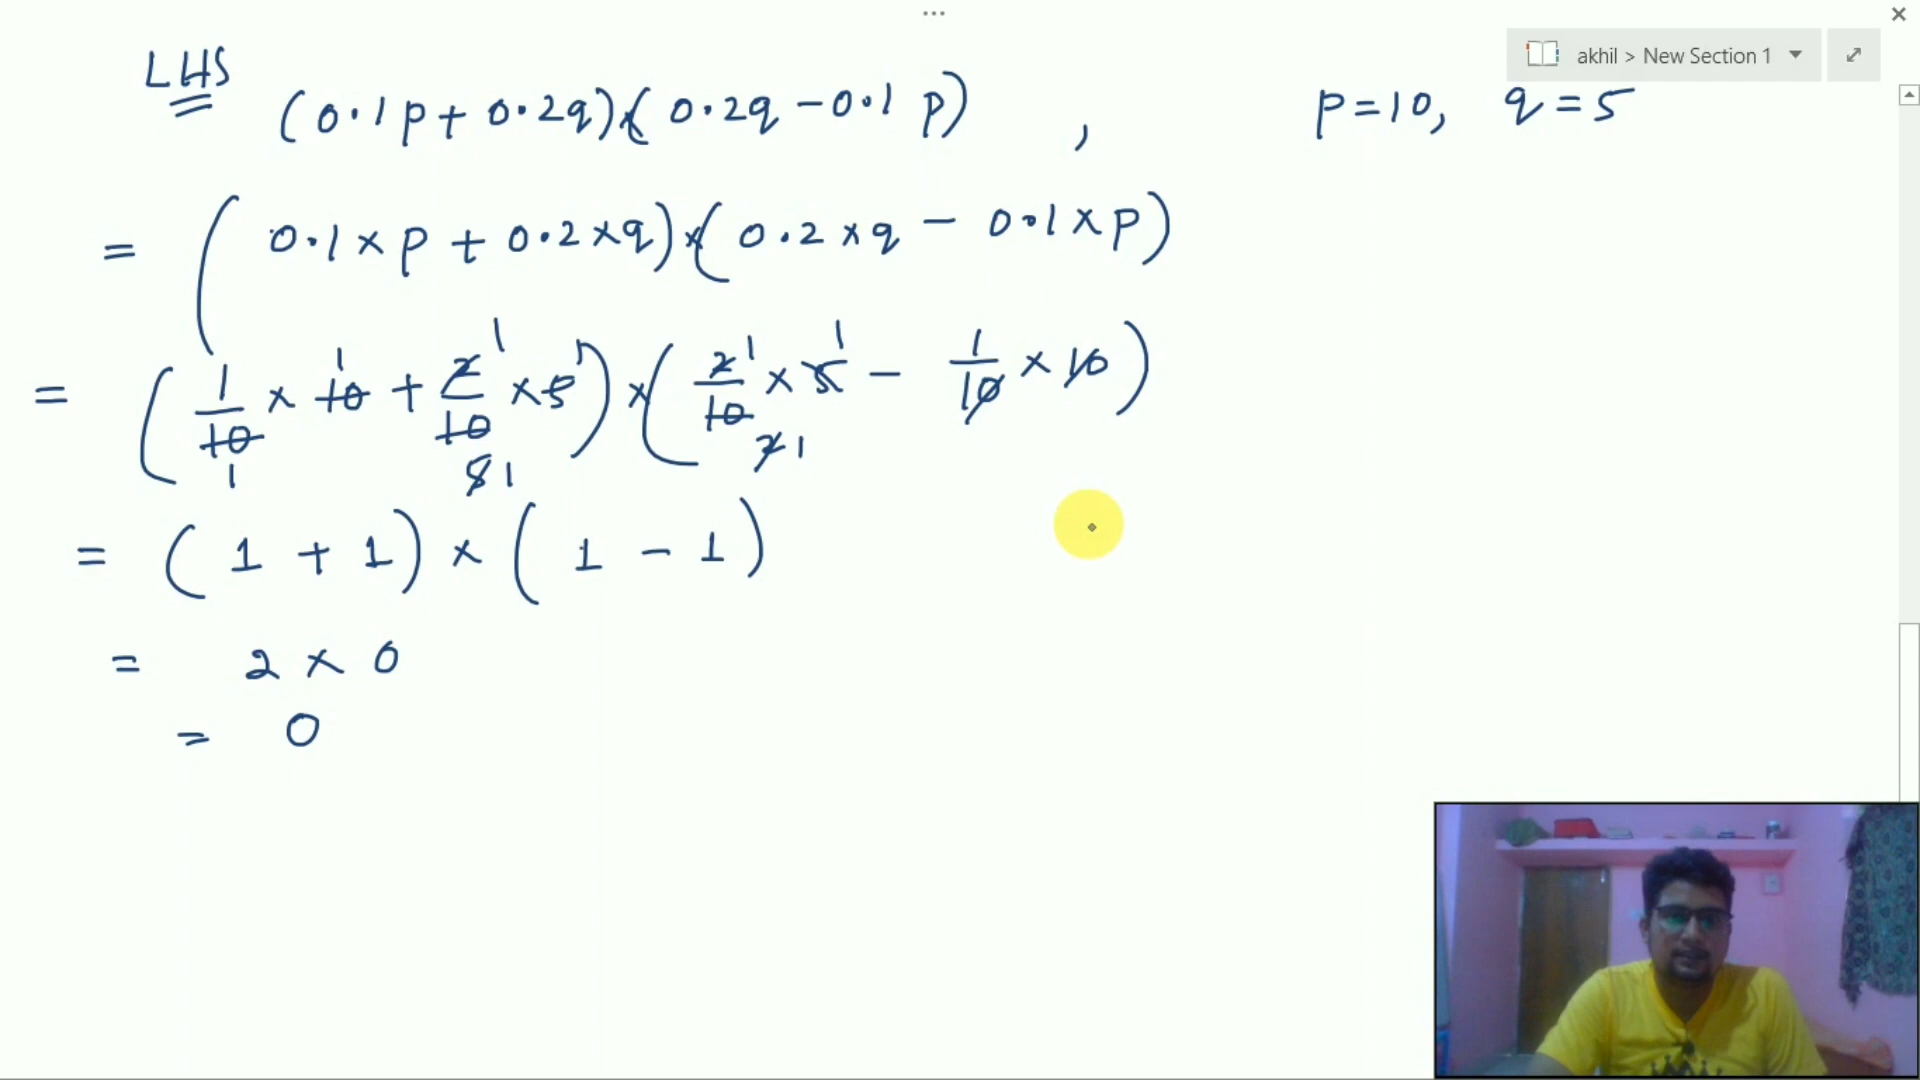 ...
akhil > New Section 1
LHS
(0.1p + 0.2q) × (0.2q - 0.1 p) , p = 10, q = 5
= (0.1 × p + 0.2 × q) × (0.2 × q - 0.1 × p)
= (1/10 × 10 + 2/10 × 5) × (2/10 × 5 - 1/10 × 10)
= (1 + 1) × (1 - 1)
= 2 × 0
= 0